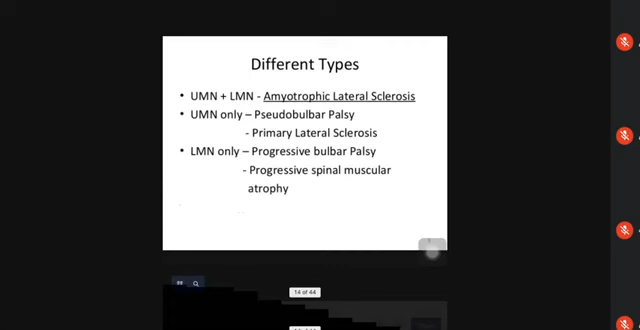 Different Types
• UMN + LMN - Amyotrophic Lateral Sclerosis
• UMN only – Pseudobulbar Palsy
- Primary Lateral Sclerosis
• LMN only – Progressive bulbar Palsy
- Progressive spinal muscular
atrophy
14 of 44